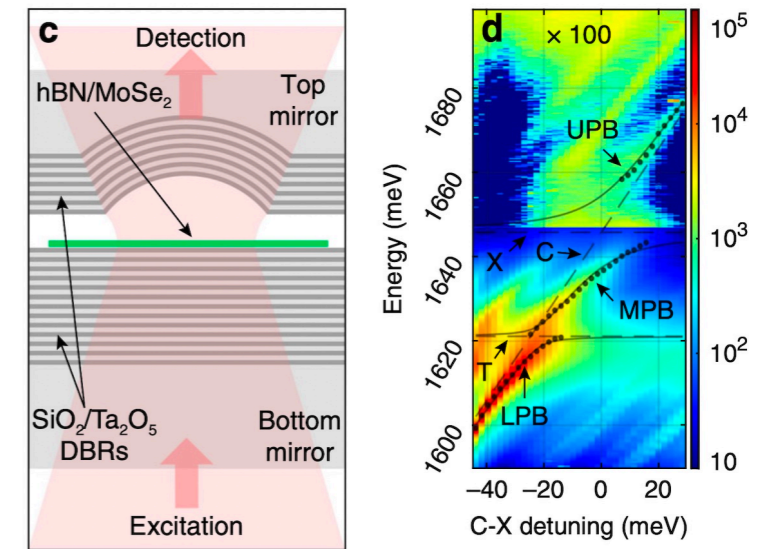 c
Detection
hBN/MoSe₂
Top
mirror
SiO₂/Ta₂O₅
DBRs
Bottom
mirror
Excitation
d
× 100
UPB
X
C
MPB
T
LPB
Energy (meV)
1680
1660
1640
1620
1600
−40 −20 0 20
C-X detuning (meV)
10⁵
10⁴
10³
10²
10